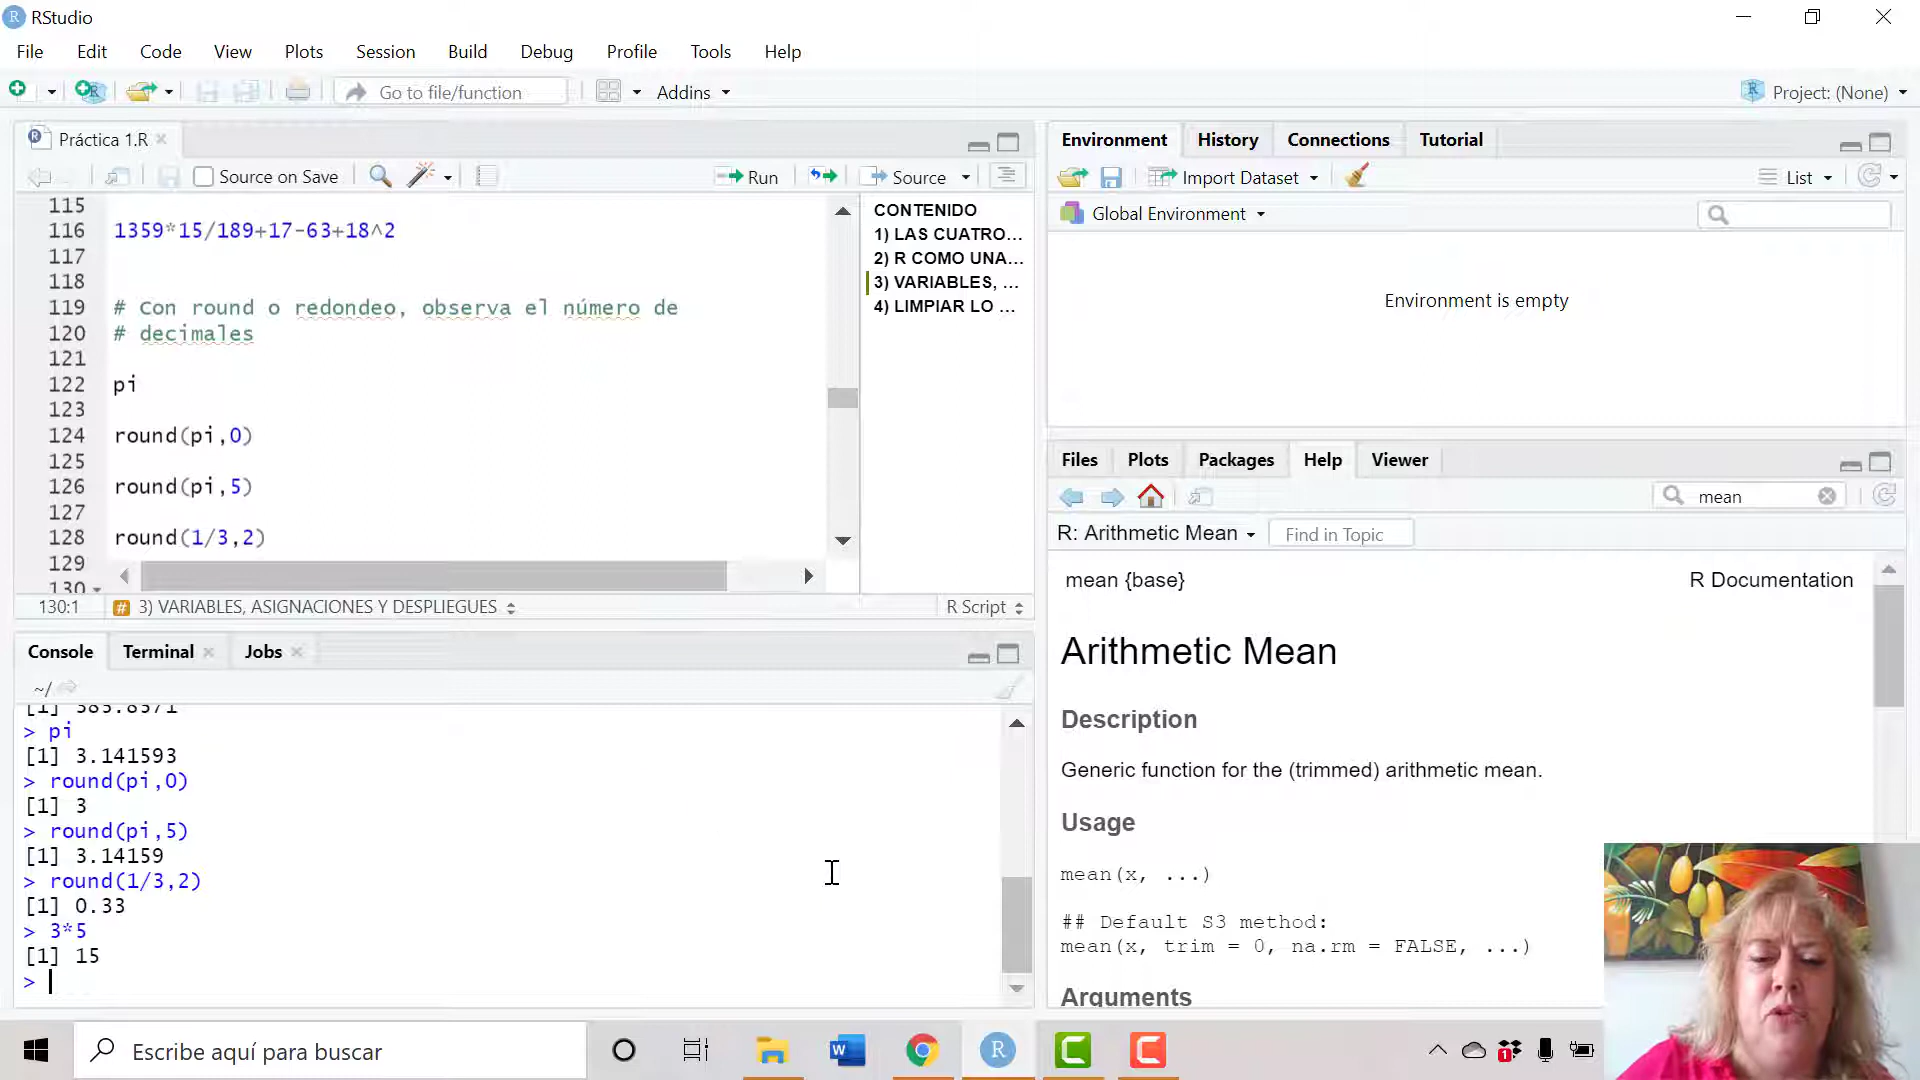 RStudio
File Edit Code View Plots Session Build Debug Profile Tools Help
Go to file/function Addins Project: (None)
Práctica 1.R
Source on Save Run Source
115
116 1359*15/189+17-63+18^2
117
118
119 # Con round o redondeo, observa el número de
120 # decimales
121
122 pi
123
124 round(pi,0)
125
126 round(pi,5)
127
128 round(1/3,2)
129
130
130:1 3) VARIABLES, ASIGNACIONES Y DESPLIEGUES R Script
CONTENIDO
1) LAS CUATRO...
2) R COMO UNA...
3) VARIABLES, ...
4) LIMPIAR LO ...
Console Terminal Jobs
~/
[1] 385.8571
> pi
[1] 3.141593
> round(pi,0)
[1] 3
> round(pi,5)
[1] 3.14159
> round(1/3,2)
[1] 0.33
> 3*5
[1] 15
>
Environment History Connections Tutorial
Import Dataset List
Global Environment
Environment is empty
Files Plots Packages Help Viewer
mean
R: Arithmetic Mean Find in Topic
mean {base} R Documentation
Arithmetic Mean
Description
Generic function for the (trimmed) arithmetic mean.
Usage
mean(x, ...)
## Default S3 method:
mean(x, trim = 0, na.rm = FALSE, ...)
Arguments
Escribe aquí para buscar
1